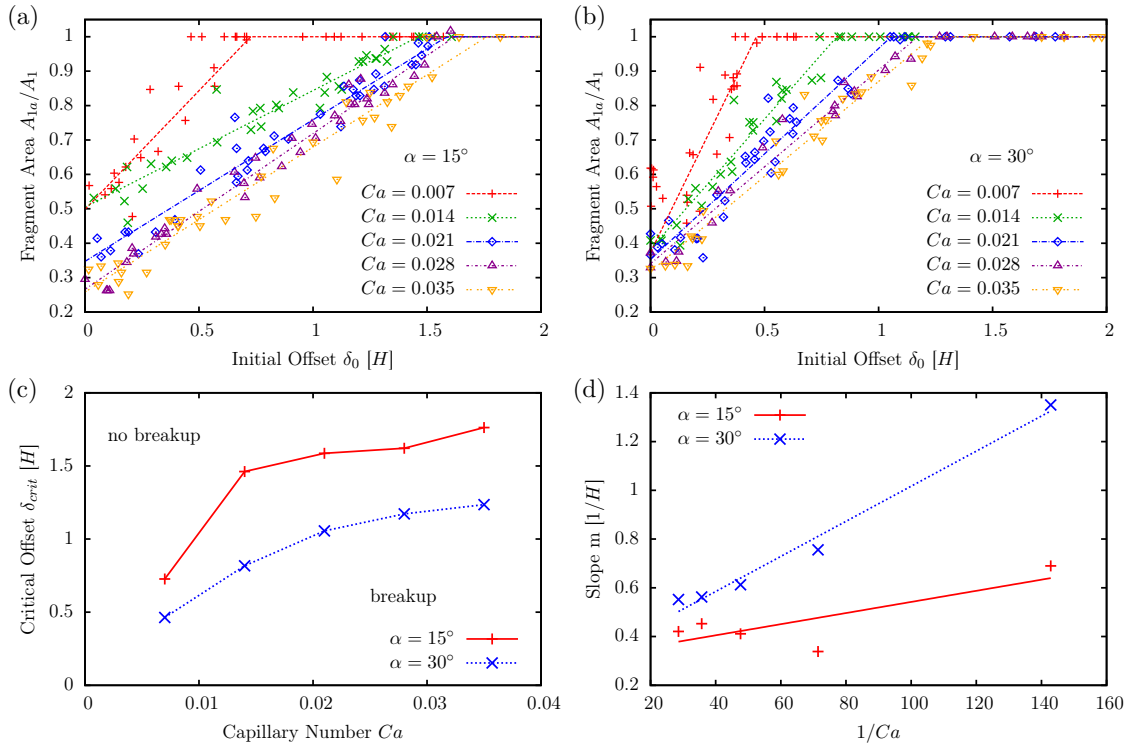 (a)
Fragment Area A1a/A1
1
0.9
0.8
0.7
0.6
0.5
0.4
0.3
0.2
α = 15°
Ca = 0.007
Ca = 0.014
Ca = 0.021
Ca = 0.028
Ca = 0.035
0 0.5 1 1.5 2
Initial Offset δ0 [H]
(b)
Fragment Area A1a/A1
1
0.9
0.8
0.7
0.6
0.5
0.4
0.3
0.2
α = 30°
Ca = 0.007
Ca = 0.014
Ca = 0.021
Ca = 0.028
Ca = 0.035
0 0.5 1 1.5 2
Initial Offset δ0 [H]
(c)
Critical Offset δcrit [H]
2
1.5
1
0.5
0
no breakup
breakup
α = 15°
α = 30°
0 0.01 0.02 0.03 0.04
Capillary Number Ca
(d)
Slope m [1/H]
1.4
1.2
1
0.8
0.6
0.4
0.2
α = 15°
α = 30°
20 40 60 80 100 120 140 160
1/Ca